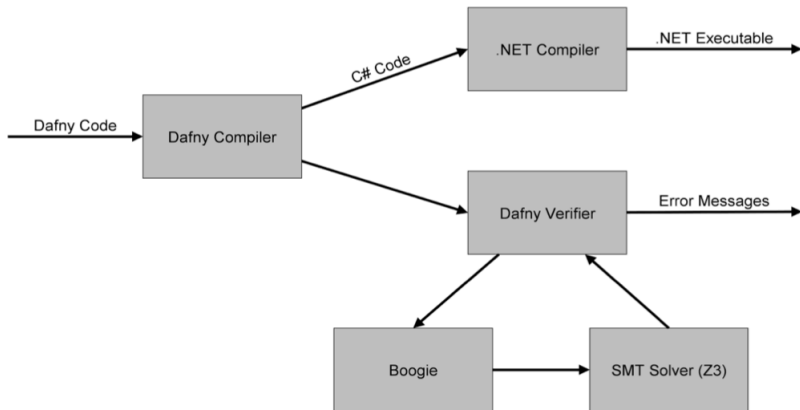 Dafny Code
Dafny Compiler
C# Code
.NET Compiler
.NET Executable
Dafny Verifier
Error Messages
Boogie
SMT Solver (Z3)